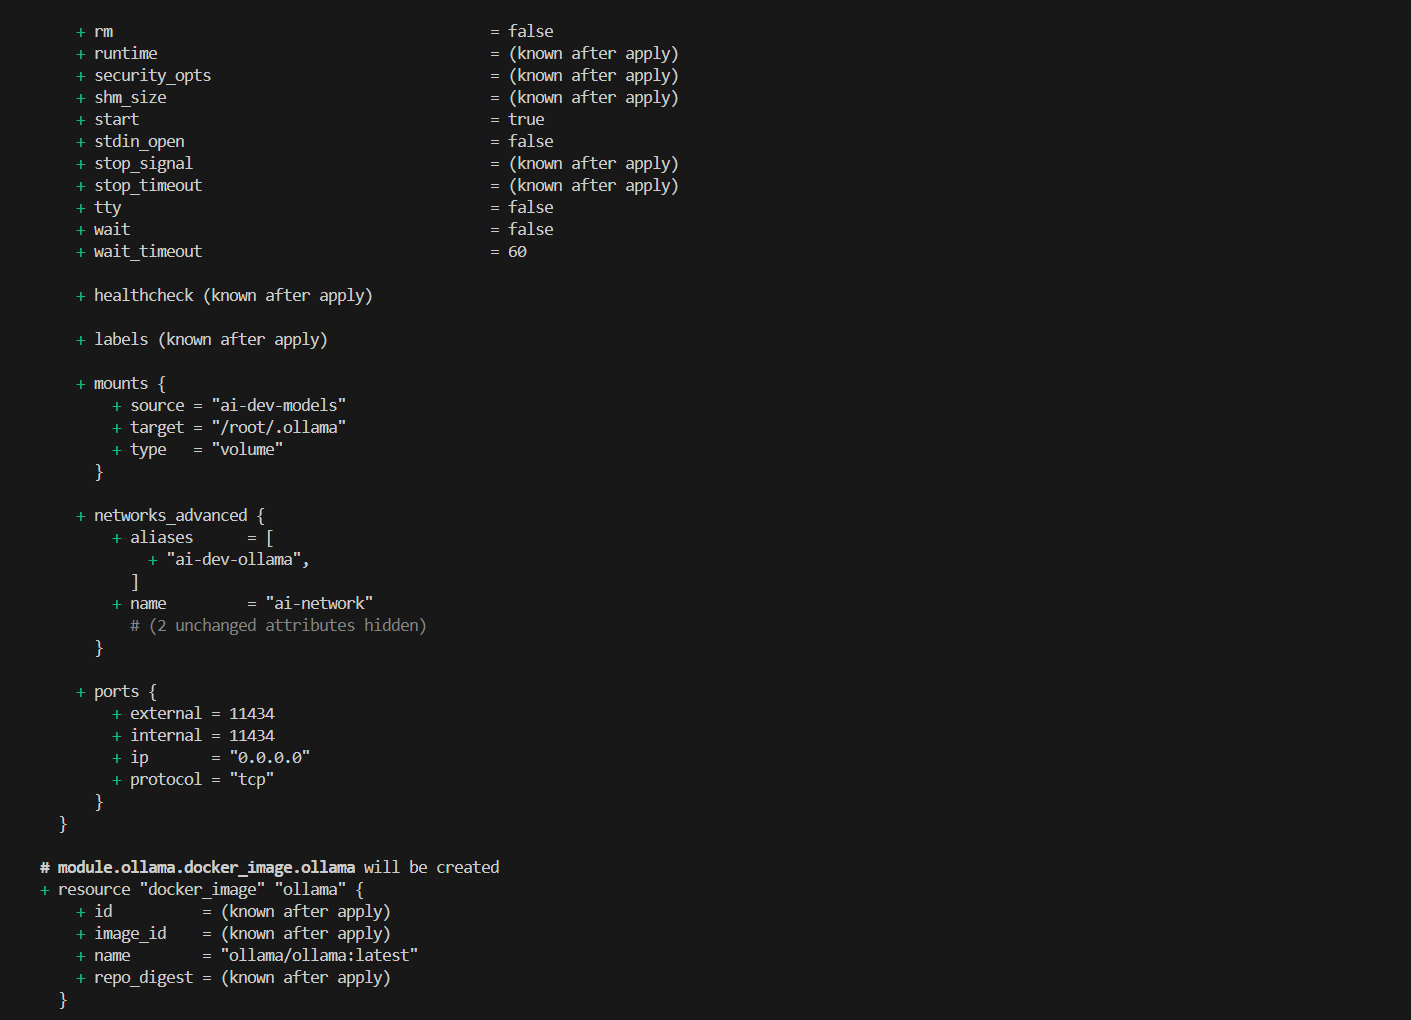 + rm = false
+ runtime = (known after apply)
+ security_opts = (known after apply)
+ shm_size = (known after apply)
+ start = true
+ stdin_open = false
+ stop_signal = (known after apply)
+ stop_timeout = (known after apply)
+ tty = false
+ wait = false
+ wait_timeout = 60
+ healthcheck (known after apply)
+ labels (known after apply)
+ mounts {
+ source = "ai-dev-models"
+ target = "/root/.ollama"
+ type = "volume"
}
+ networks_advanced {
+ aliases = [
+ "ai-dev-ollama",
]
+ name = "ai-network"
# (2 unchanged attributes hidden)
}
+ ports {
+ external = 11434
+ internal = 11434
+ ip = "0.0.0.0"
+ protocol = "tcp"
}
}
# module.ollama.docker_image.ollama will be created
+ resource "docker_image" "ollama" {
+ id = (known after apply)
+ image_id = (known after apply)
+ name = "ollama/ollama:latest"
+ repo_digest = (known after apply)
}